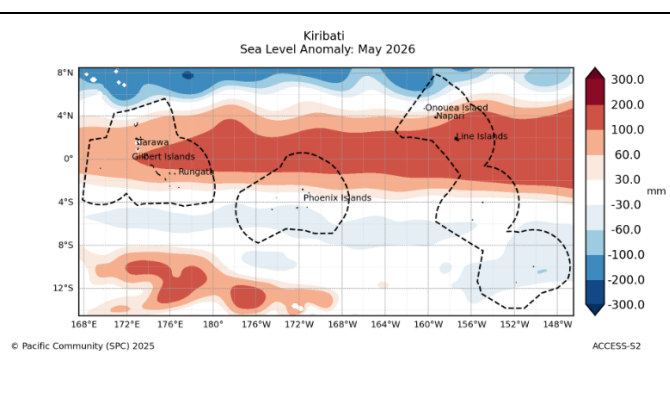 Kiribati
Sea Level Anomaly: May 2026
8°N
4°N
0°
4°S
8°S
12°S
168°E 172°E 176°E 180° 176°W 172°W 168°W 164°W 160°W 156°W 152°W 148°W
Onouea Island
Napari
Line Islands
Tarawa
Gilbert Islands
Rungata
Phoenix Islands
300.0
200.0
100.0
60.0
30.0
-30.0
-60.0
-100.0
-200.0
-300.0
mm
© Pacific Community (SPC) 2025
ACCESS-S2